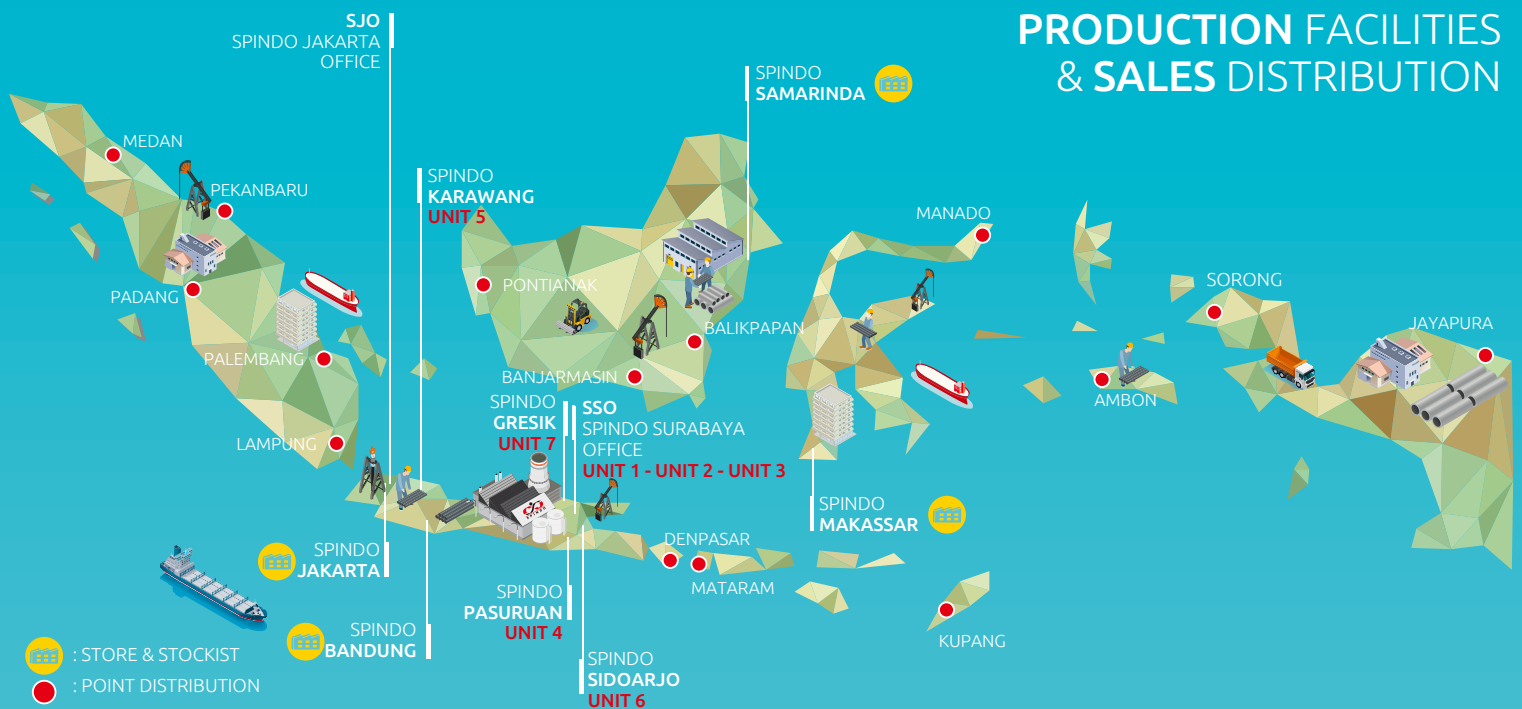 PRODUCTION FACILITIES
& SALES DISTRIBUTION
SJO
SPINDO JAKARTA
OFFICE
SPINDO
SAMARINDA
MEDAN
PEKANBARU
SPINDO
KARAWANG
UNIT 5
MANADO
PADANG
PONTIANAK
SORONG
JAYAPURA
PALEMBANG
BALIKPAPAN
BANJARMASIN
AMBON
LAMPUNG
SPINDO
GRESIK
UNIT 7
SSO
SPINDO SURABAYA
OFFICE
UNIT 1 - UNIT 2 - UNIT 3
SPINDO
SPINDO
MAKASSAR
SPINDO
JAKARTA
DENPASAR
MATARAM
SPINDO
PASURUAN
UNIT 4
SPINDO
BANDUNG
KUPANG
SPINDO
SIDOARJO
UNIT 6
: STORE & STOCKIST
: POINT DISTRIBUTION